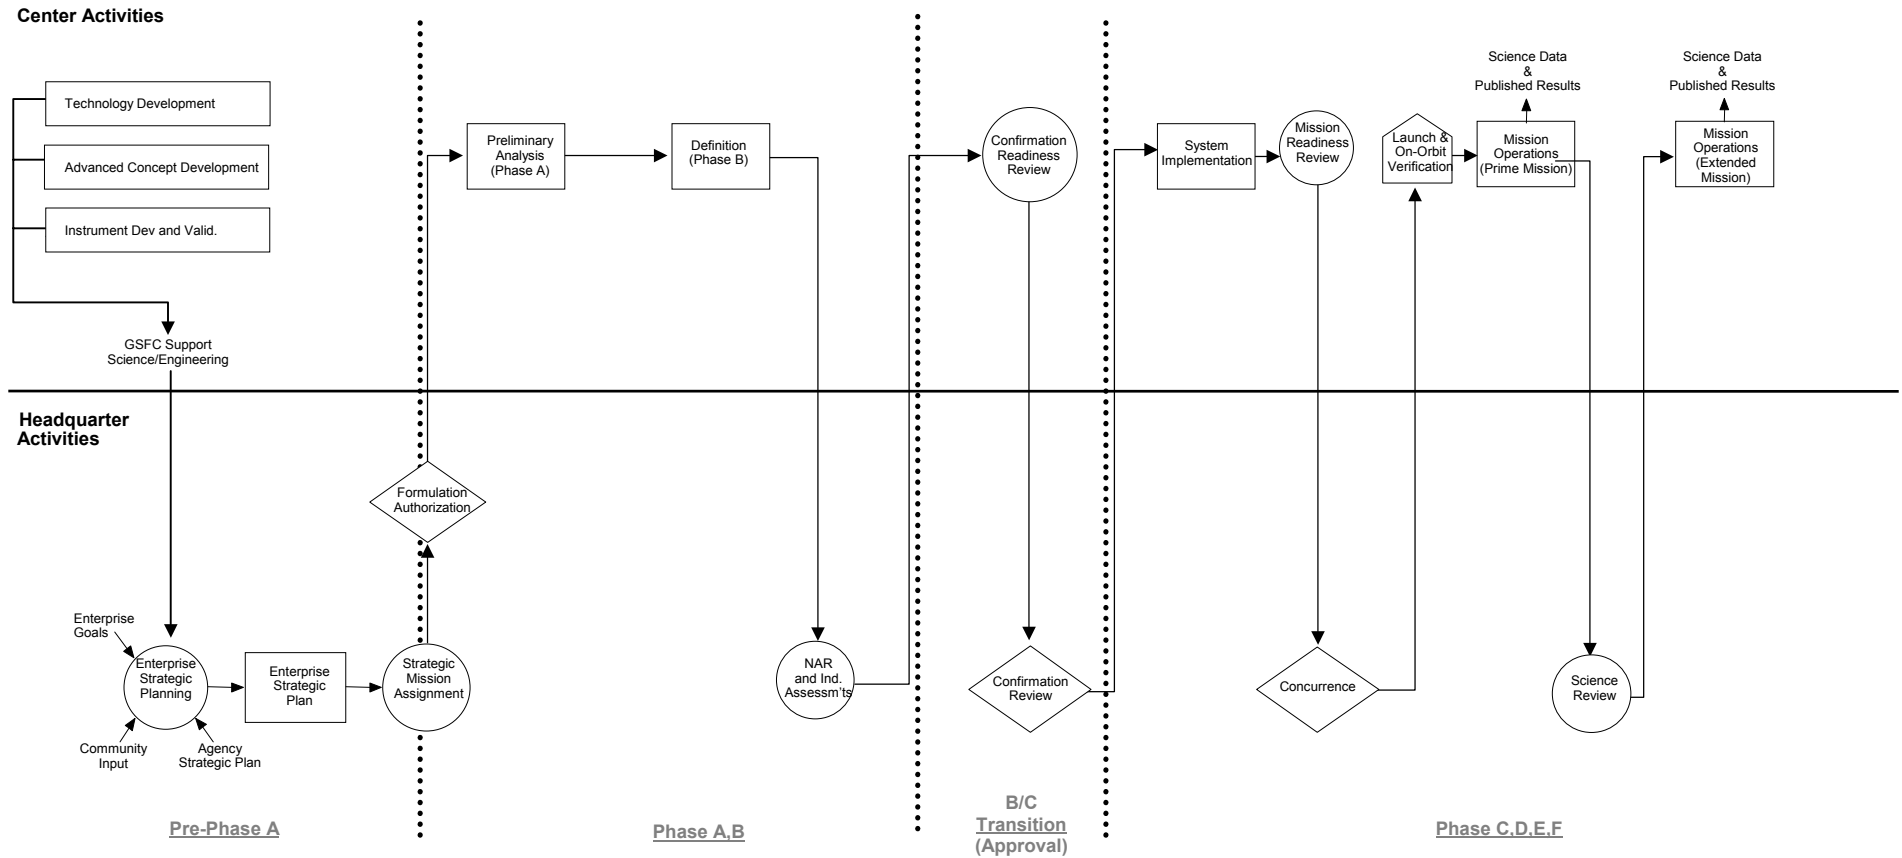 Center Activities
Technology Development
Advanced Concept Development
Instrument Dev and Valid.
GSFC Support
Science/Engineering
Preliminary
Analysis
(Phase A)
Definition
(Phase B)
Confirmation
Readiness
Review
System
Implementation
Mission
Readiness
Review
Launch &
On-Orbit
Verification
Science Data
&
Published Results
Mission
Operations
(Prime Mission)
Science Data
&
Published Results
Mission
Operations
(Extended
Mission)
Headquarter
Activities
Formulation
Authorization
Enterprise
Goals
Enterprise
Strategic
Planning
Community
Input
Agency
Strategic Plan
Enterprise
Strategic
Plan
Strategic
Mission
Assignment
NAR
and Ind.
Assessm'ts
Confirmation
Review
Concurrence
Science
Review
Pre-Phase A
Phase A,B
B/C
Transition
(Approval)
Phase C,D,E,F